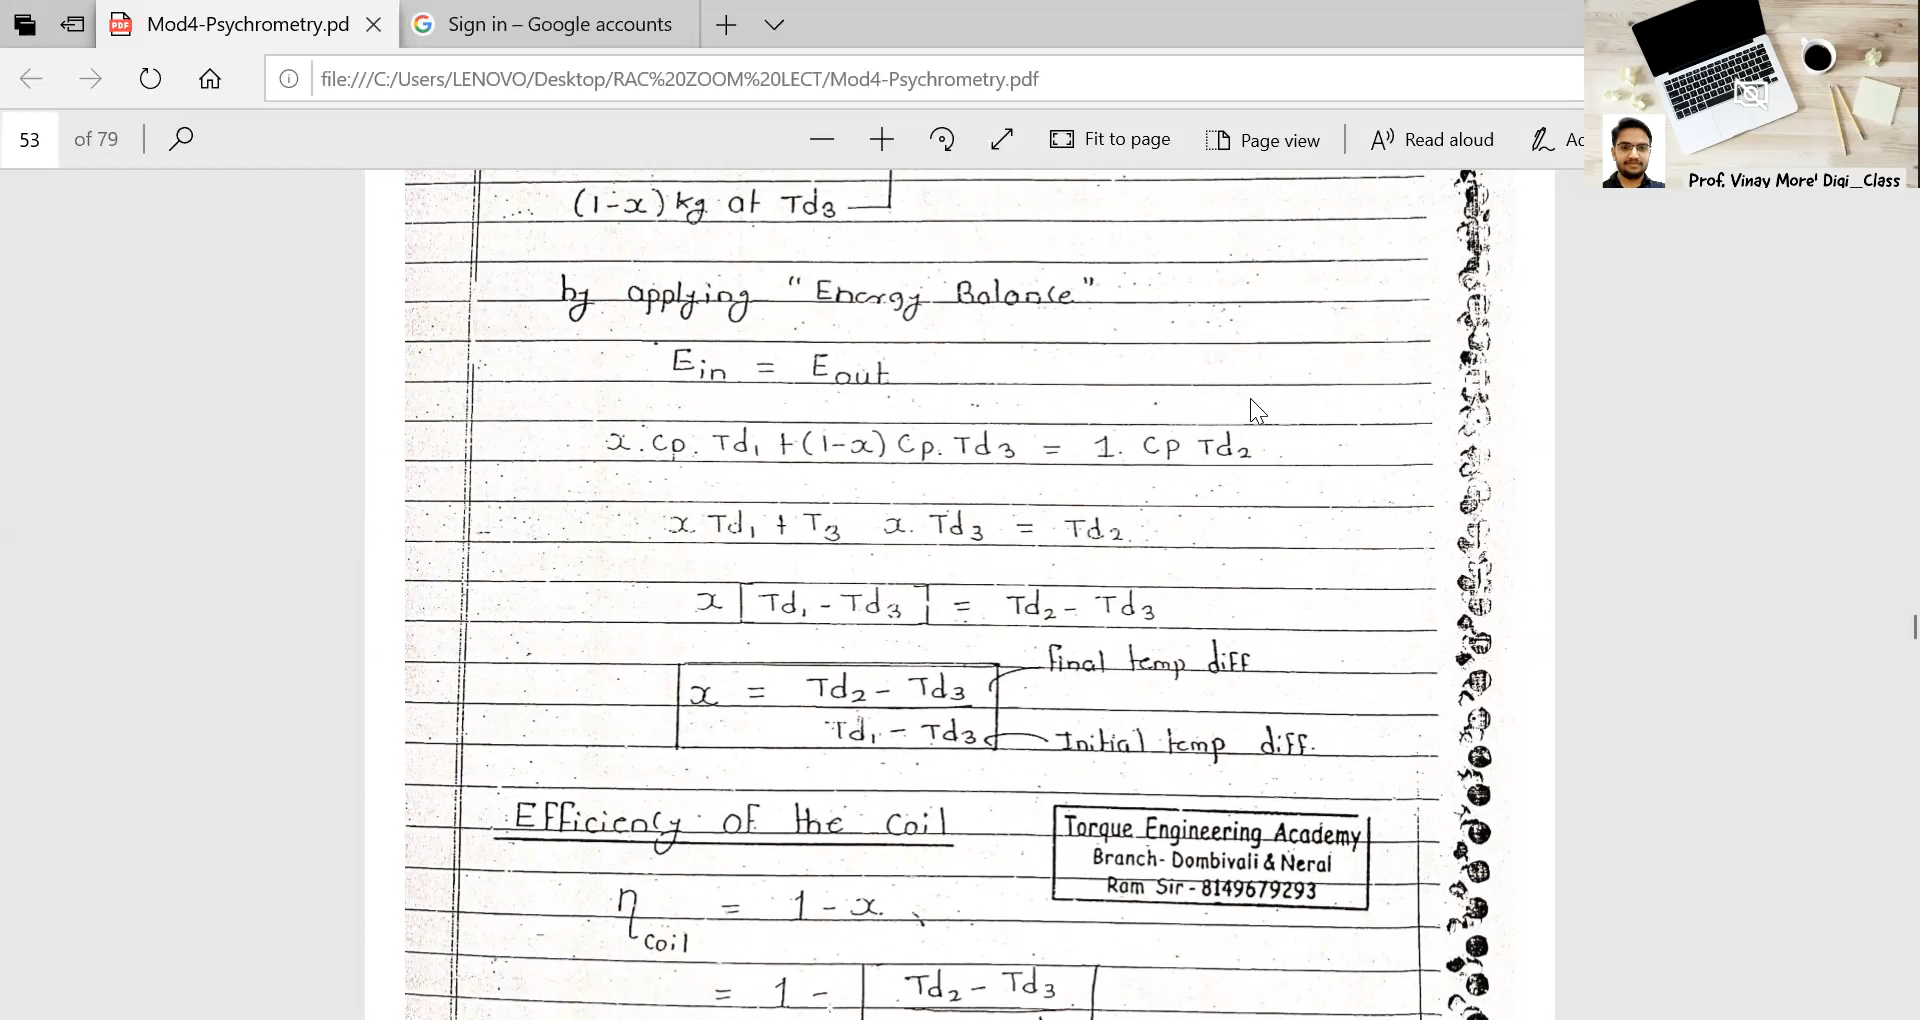 Mod4-Psychrometry.pd
Sign in – Google accounts
file:///C:/Users/LENOVO/Desktop/RAC%20ZOOM%20LECT/Mod4-Psychrometry.pdf
53 of 79
Fit to page
Page view
Read aloud
Prof. Vinay More' Digi_Class
(1-x) kg at Td3
by applying "Energy Balance"
Ein = Eout
x.Cp.Td1 + (1-x) Cp.Td3 = 1. Cp Td2
x Td1 + T3 x. Td3 = Td2
x [Td1 - Td3] = Td2 - Td3
final temp diff
x = Td2 - Td3
Td1 - Td3
Initial temp diff.
Efficiency of the coil
Torque Engineering Academy
Branch- Dombivali & Neral
Ram Sir - 8149679293
η coil = 1 - x.
= 1 - Td2 - Td3